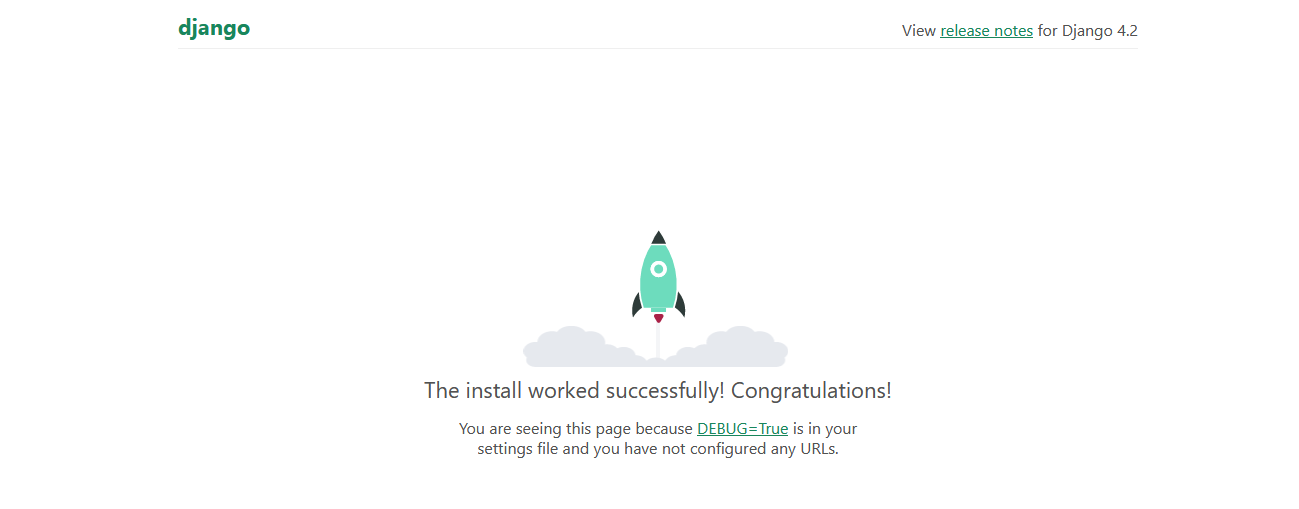 django
View release notes for Django 4.2
The install worked successfully! Congratulations!
You are seeing this page because DEBUG=True is in your
settings file and you have not configured any URLs.